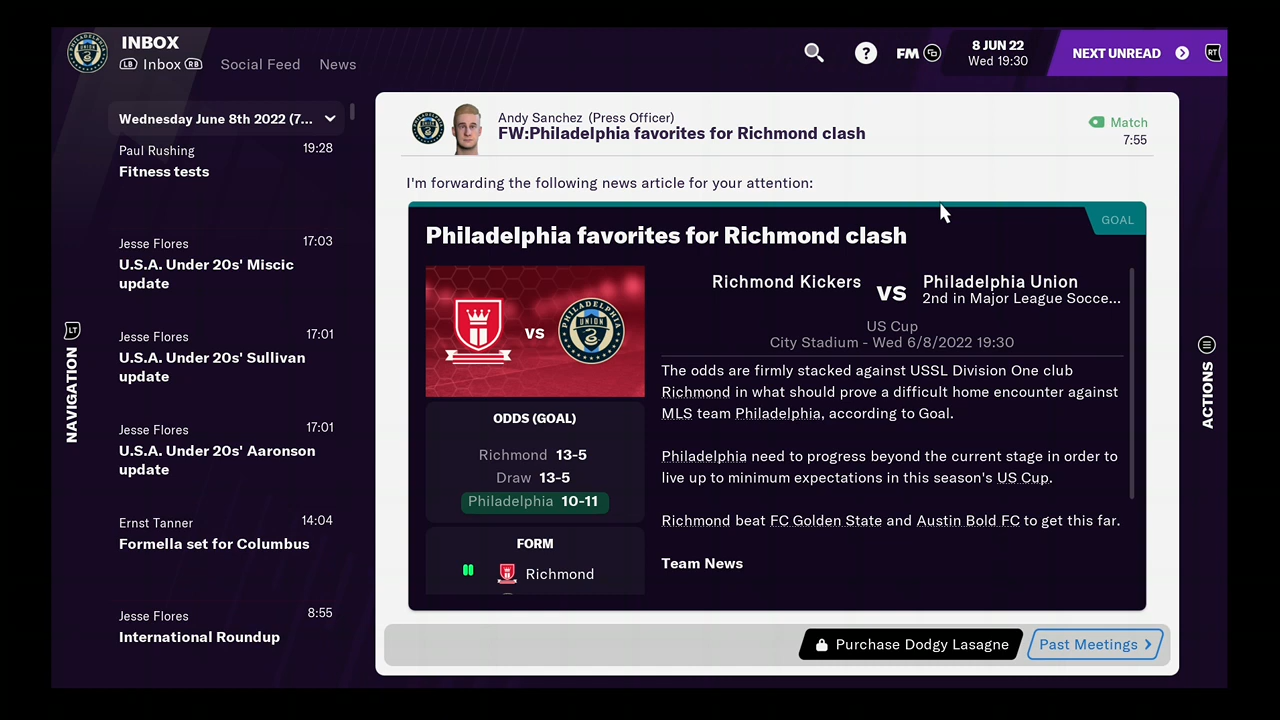 INBOX
LB Inbox RB Social Feed News
? FM
8 JUN 22
Wed 19:30
NEXT UNREAD RT
Wednesday June 8th 2022 (7...
Paul Rushing 19:28
Fitness tests
Jesse Flores 17:03
U.S.A. Under 20s' Miscic
update
Jesse Flores 17:01
U.S.A. Under 20s' Sullivan
update
Jesse Flores 17:01
U.S.A. Under 20s' Aaronson
update
Ernst Tanner 14:04
Formella set for Columbus
Jesse Flores 8:55
International Roundup
LT
NAVIGATION
Andy Sanchez (Press Officer)
FW:Philadelphia favorites for Richmond clash
Match
7:55
I'm forwarding the following news article for your attention:
GOAL
Philadelphia favorites for Richmond clash
VS
PHILADELPHIA
UNION
Richmond Kickers vs Philadelphia Union
2nd in Major League Socce...
US Cup
City Stadium - Wed 6/8/2022 19:30
The odds are firmly stacked against USSL Division One club
Richmond in what should prove a difficult home encounter against
MLS team Philadelphia, according to Goal.
Philadelphia need to progress beyond the current stage in order to
live up to minimum expectations in this season's US Cup.
Richmond beat FC Golden State and Austin Bold FC to get this far.
Team News
ODDS (GOAL)
Richmond 13-5
Draw 13-5
Philadelphia 10-11
FORM
Richmond
Purchase Dodgy Lasagne
Past Meetings
ACTIONS